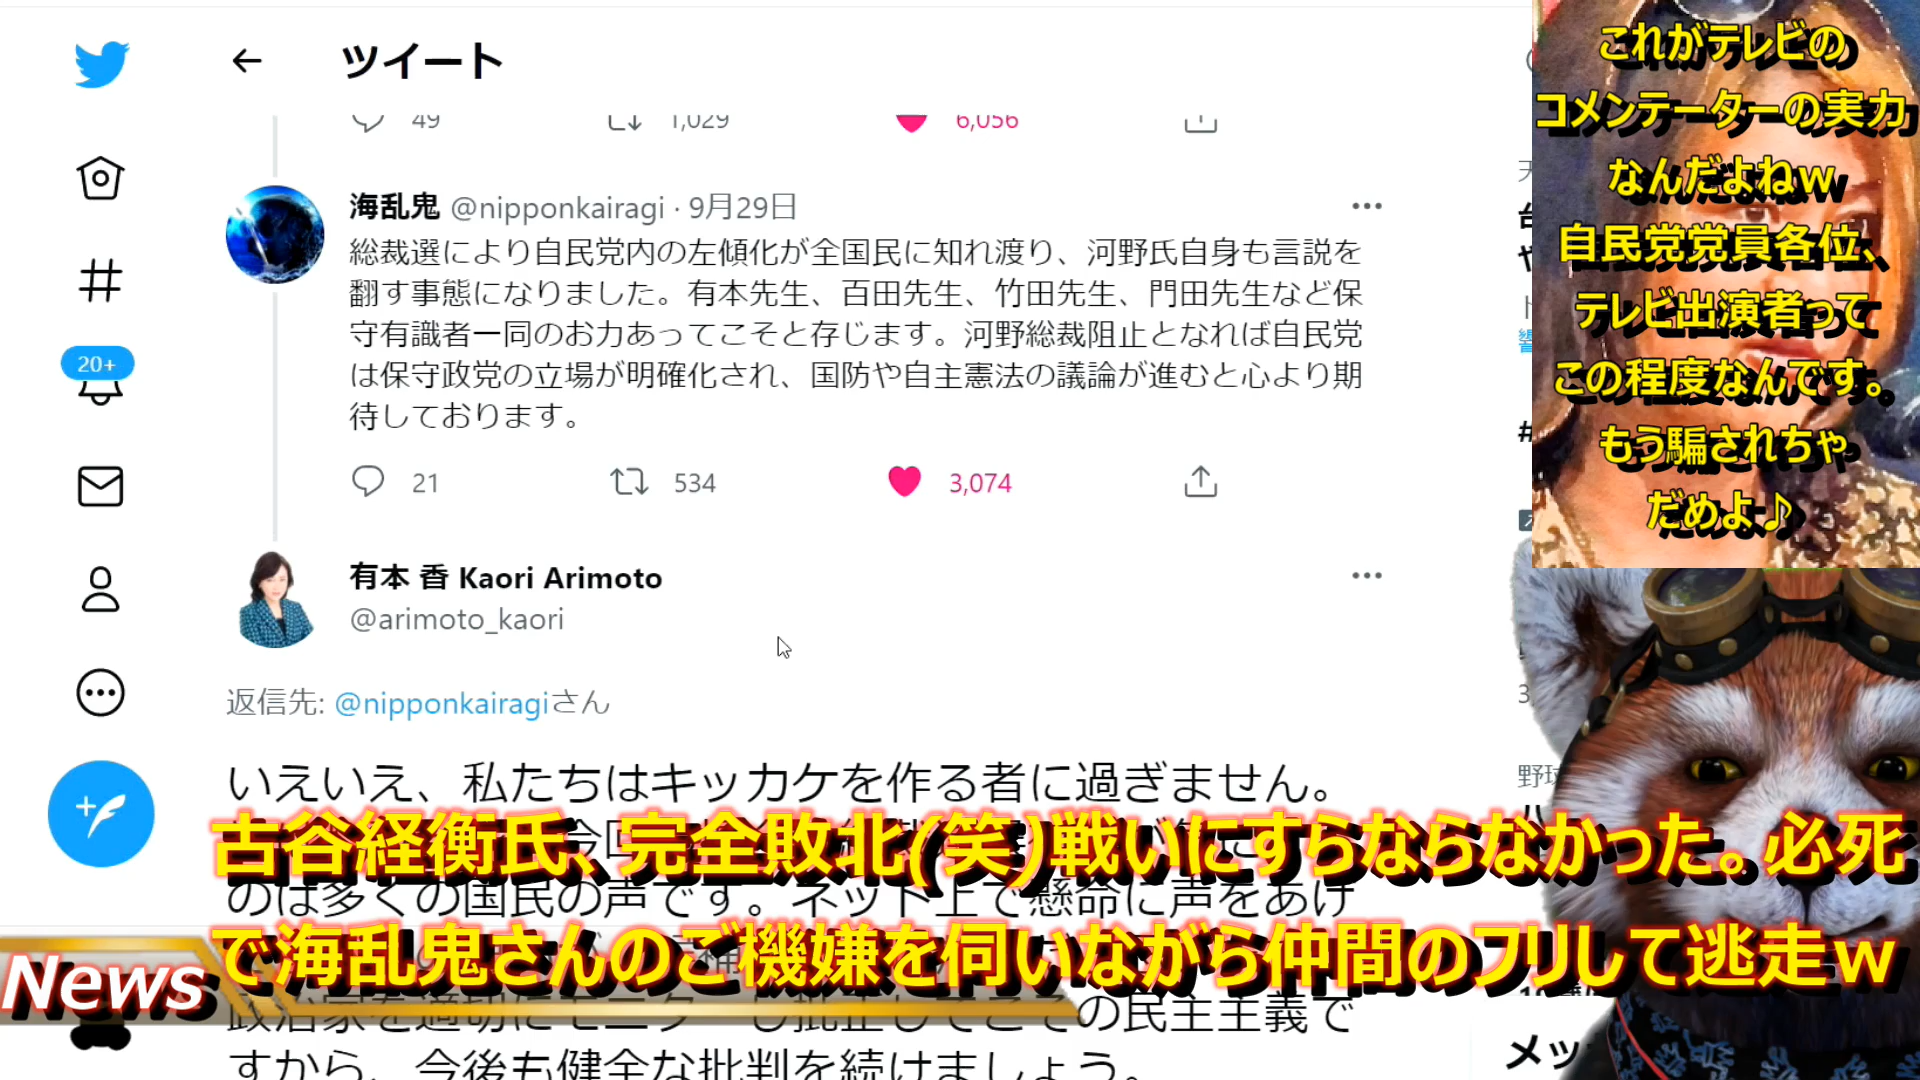 ツイート
49 1,029 6,056
海乱鬼 @nipponkairagi · 9月29日
総裁選により自民党内の左傾化が全国民に知れ渡り、河野氏自身も言説を
翻す事態になりました。有本先生、百田先生、竹田先生、門田先生など保
守有識者一同のお力あってこそと存じます。河野総裁阻止となれば自民党
は保守政党の立場が明確化され、国防や自主憲法の議論が進むと心より期
待しております。
21 534 3,074
20+
有本 香 Kaori Arimoto
@arimoto_kaori
返信先: @nipponkairagiさん
いえいえ、私たちはキッカケを作る者に過ぎません。
のは多くの国民の声です。ネット上で懸命に声をあげ
の民主主義で
すから、今後も健全な批判を続けましょう。
これがテレビの
コメンテーターの実力
なんだよねw
自民党党員各位、
テレビ出演者って
この程度なんです。
もう騙されちゃ
だめよ♪
古谷経衡氏、完全敗北(笑)戦いにすらならなかった。必死
で海乱鬼さんのご機嫌を伺いながら仲間のフリして逃走w
News
メッ